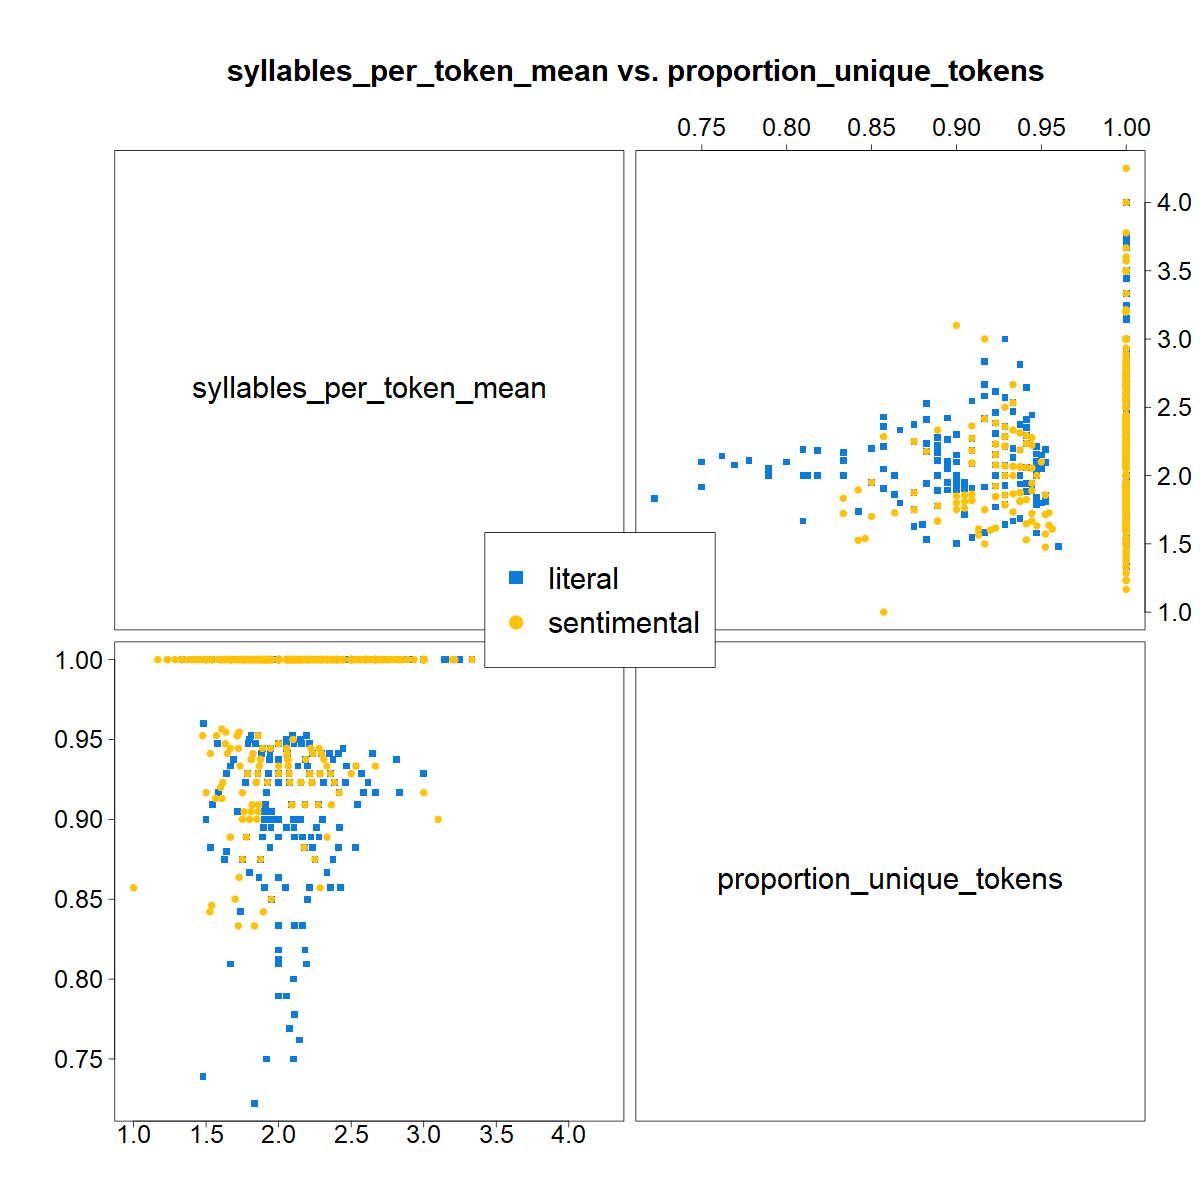 syllables_per_token_mean vs. proportion_unique_tokens
0.75 0.80 0.85 0.90 0.95 1.00
syllables_per_token_mean
4.0
3.5
3.0
2.5
2.0
1.5
1.0
literal
sentimental
1.00
0.95
0.90
0.85
0.80
0.75
proportion_unique_tokens
1.0 1.5 2.0 2.5 3.0 3.5 4.0